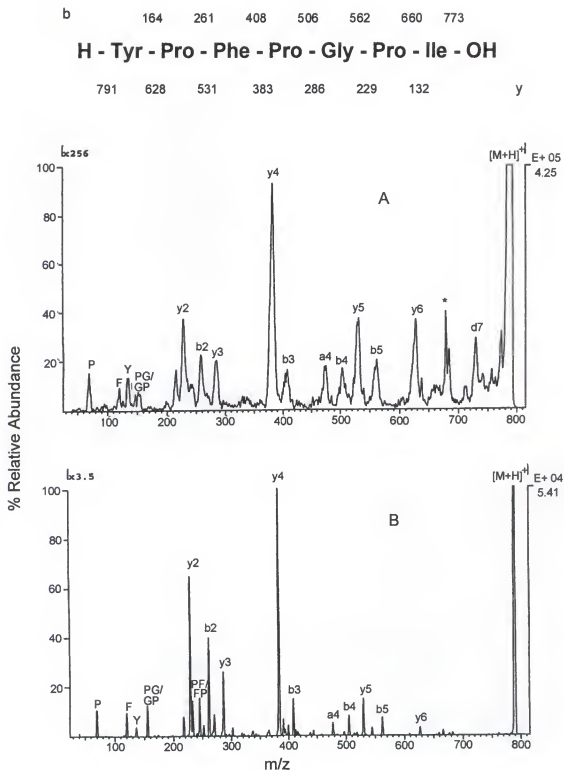 b 164 261 408 506 562 660 773
H - Tyr - Pro - Phe - Pro - Gly - Pro - Ile - OH
791 628 531 383 286 229 132 y
x256
[M+H]+ E+ 05
4.25
A
y4
y2
b2
y3
b3
a4
b4
y5
b5
y6
*
d7
P
F
Y
PG/
GP
100
80
60
40
20
100 200 300 400 500 600 700 800
% Relative Abundance
x3.5
[M+H]+ E+ 04
5.41
B
y4
y2
b2
y3
PF/
FP
PG/
GP
P
F
Y
b3
a4
b4
y5
b5
y6
100
80
60
40
20
100 200 300 400 500 600 700 800
m/z